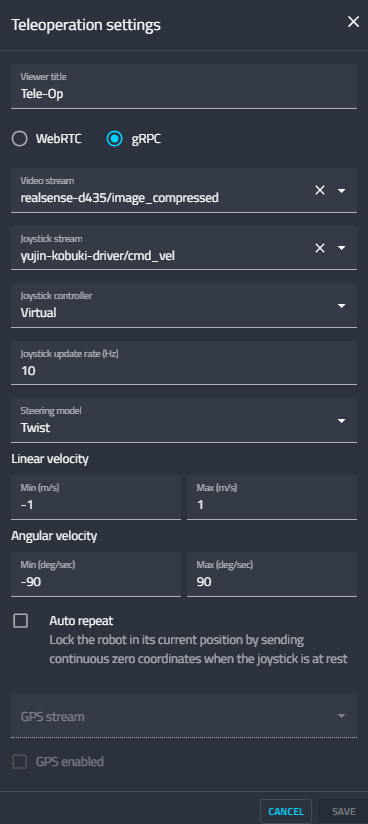 Teleoperation settings
Viewer title
Tele-Op
WebRTC gRPC
Video stream
realsense-d435/image_compressed
Joystick stream
yujin-kobuki-driver/cmd_vel
Joystick controller
Virtual
Joystick update rate (Hz)
10
Steering model
Twist
Linear velocity
Min (m/s) Max (m/s)
-1 1
Angular velocity
Min (deg/sec) Max (deg/sec)
-90 90
Auto repeat
Lock the robot in its current position by sending
continuous zero coordinates when the joystick is at rest
GPS stream
GPS enabled
CANCEL SAVE